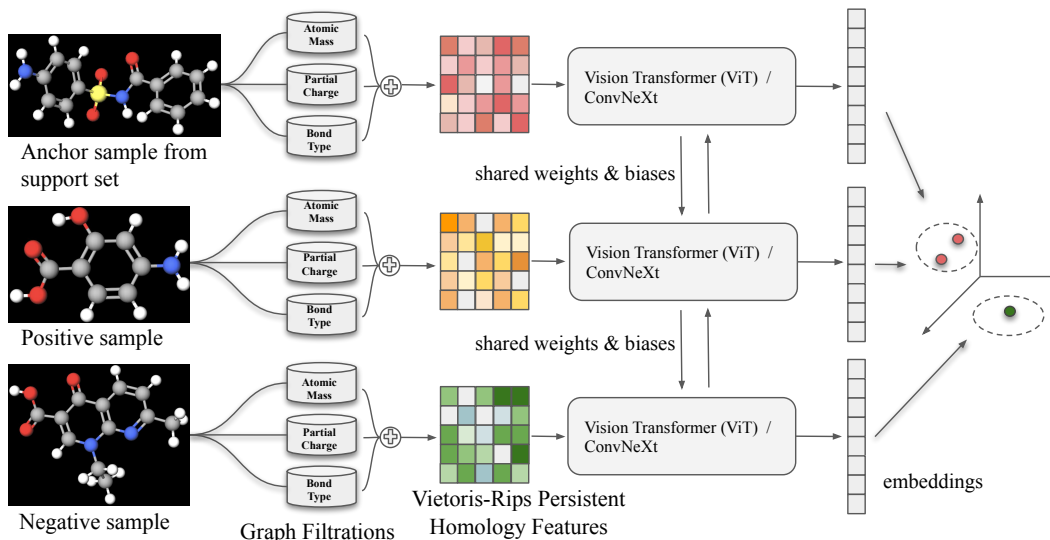 Atomic
Mass
Partial
Charge
Bond
Type
Vision Transformer (ViT) /
ConvNeXt
Anchor sample from
support set
shared weights & biases
Atomic
Mass
Partial
Charge
Bond
Type
Vision Transformer (ViT) /
ConvNeXt
Positive sample
shared weights & biases
Atomic
Mass
Partial
Charge
Bond
Type
Vision Transformer (ViT) /
ConvNeXt
Negative sample
Graph Filtrations
Vietoris-Rips Persistent
Homology Features
embeddings